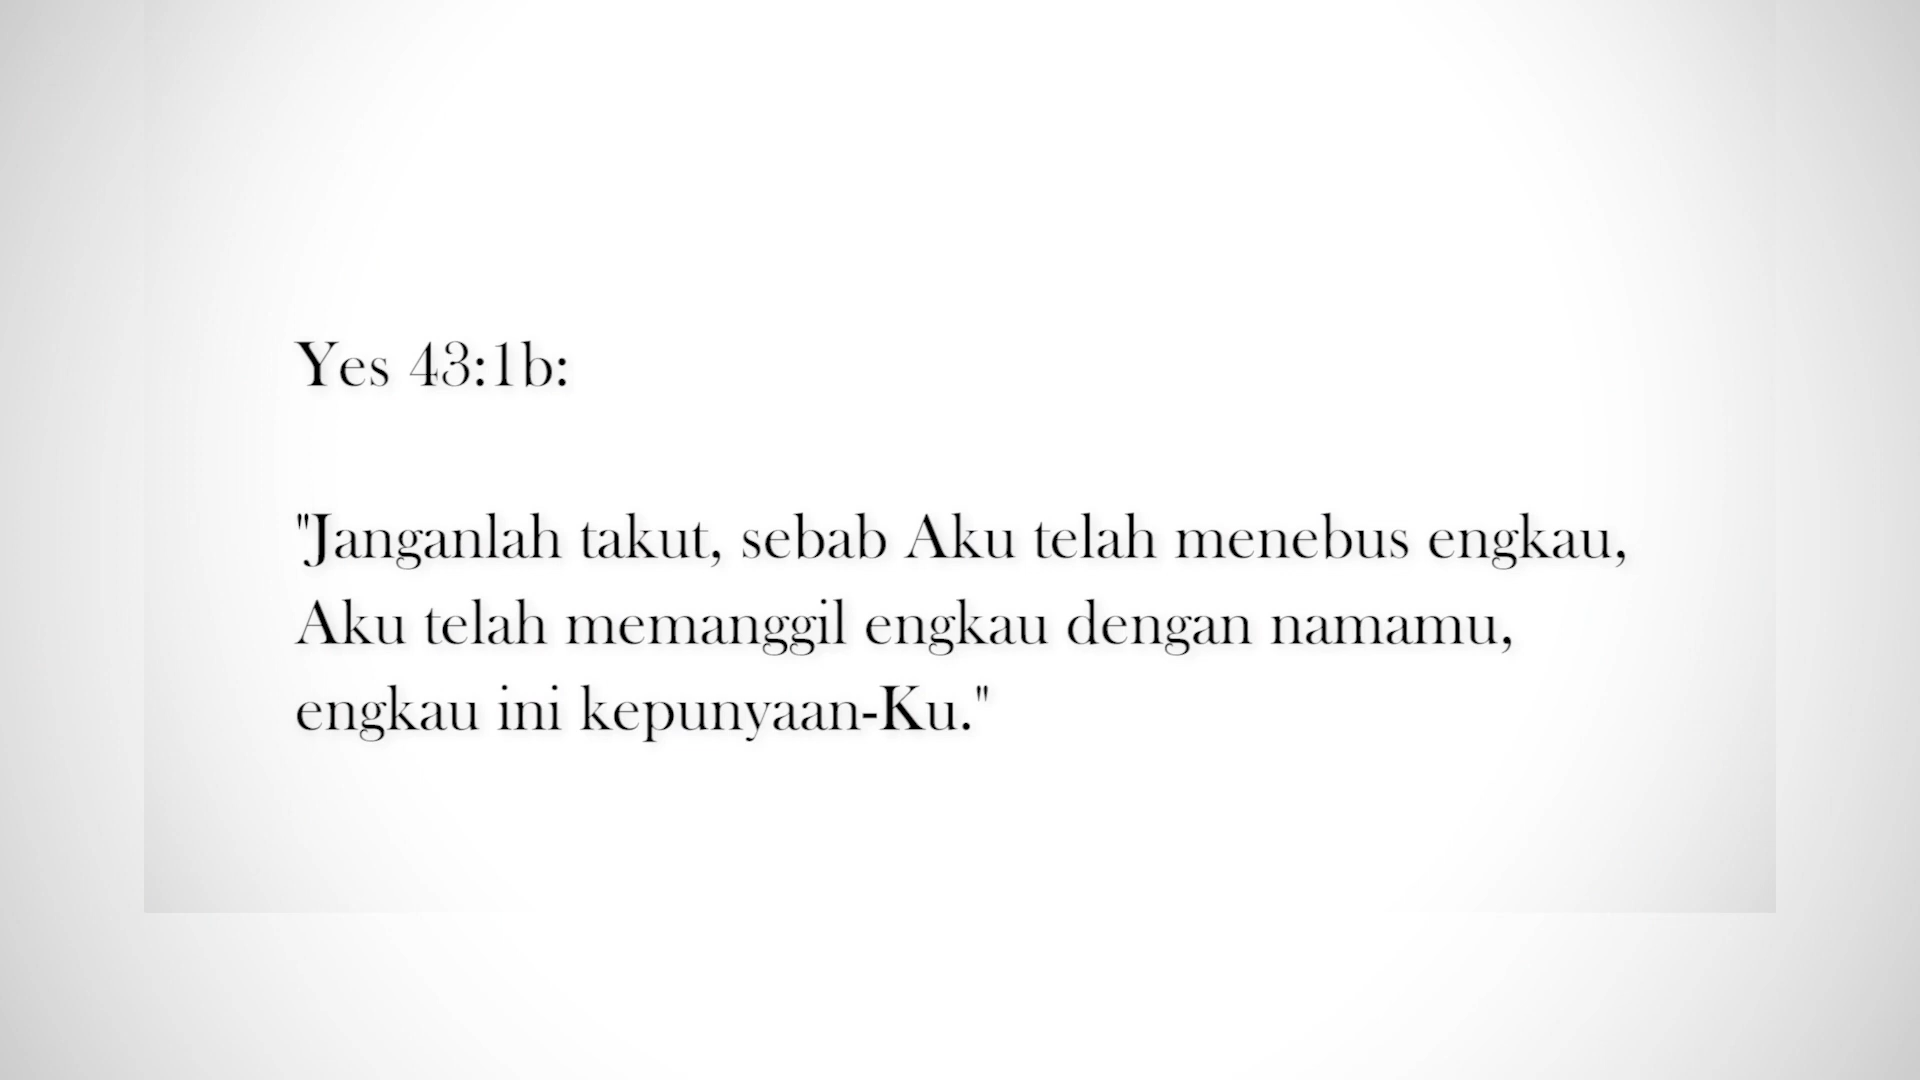 Yes 43:1b:
"Janganlah takut, sebab Aku telah menebus engkau,
Aku telah memanggil engkau dengan namamu,
engkau ini kepunyaan-Ku."